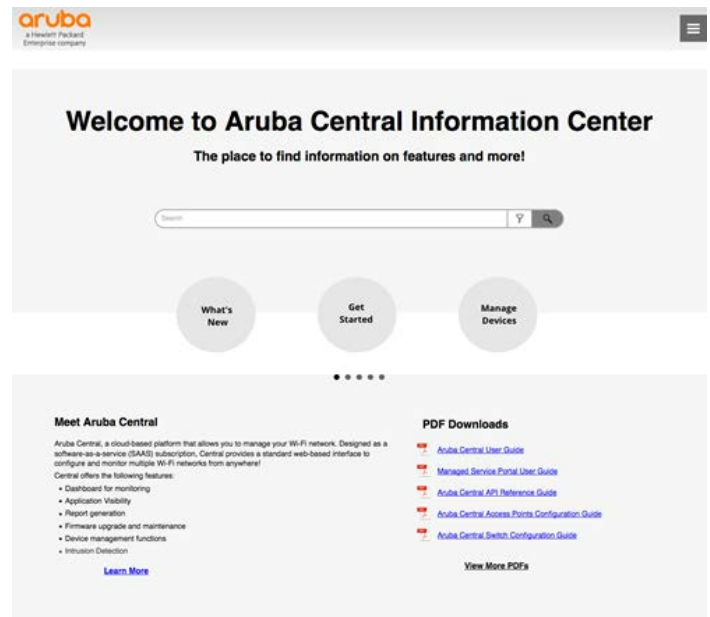 aruba
a Hewlett Packard
Enterprise company
Welcome to Aruba Central Information Center
The place to find information on features and more!
Search
What's
New
Get
Started
Manage
Devices
Meet Aruba Central
Aruba Central, a cloud-based platform that allows you to manage your Wi-Fi network. Designed as a
software-as-a-service (SAAS) subscription, Central provides a standard web-based interface to
configure and monitor multiple Wi-Fi networks from anywhere!
Central offers the following features:
• Dashboard for monitoring
• Application Visibility
• Report generation
• Firmware upgrade and maintenance
• Device management functions
• Intrusion Detection
Learn More
PDF Downloads
Aruba Central User Guide
Managed Service Portal User Guide
Aruba Central API Reference Guide
Aruba Central Access Points Configuration Guide
Aruba Central Switch Configuration Guide
View More PDFs